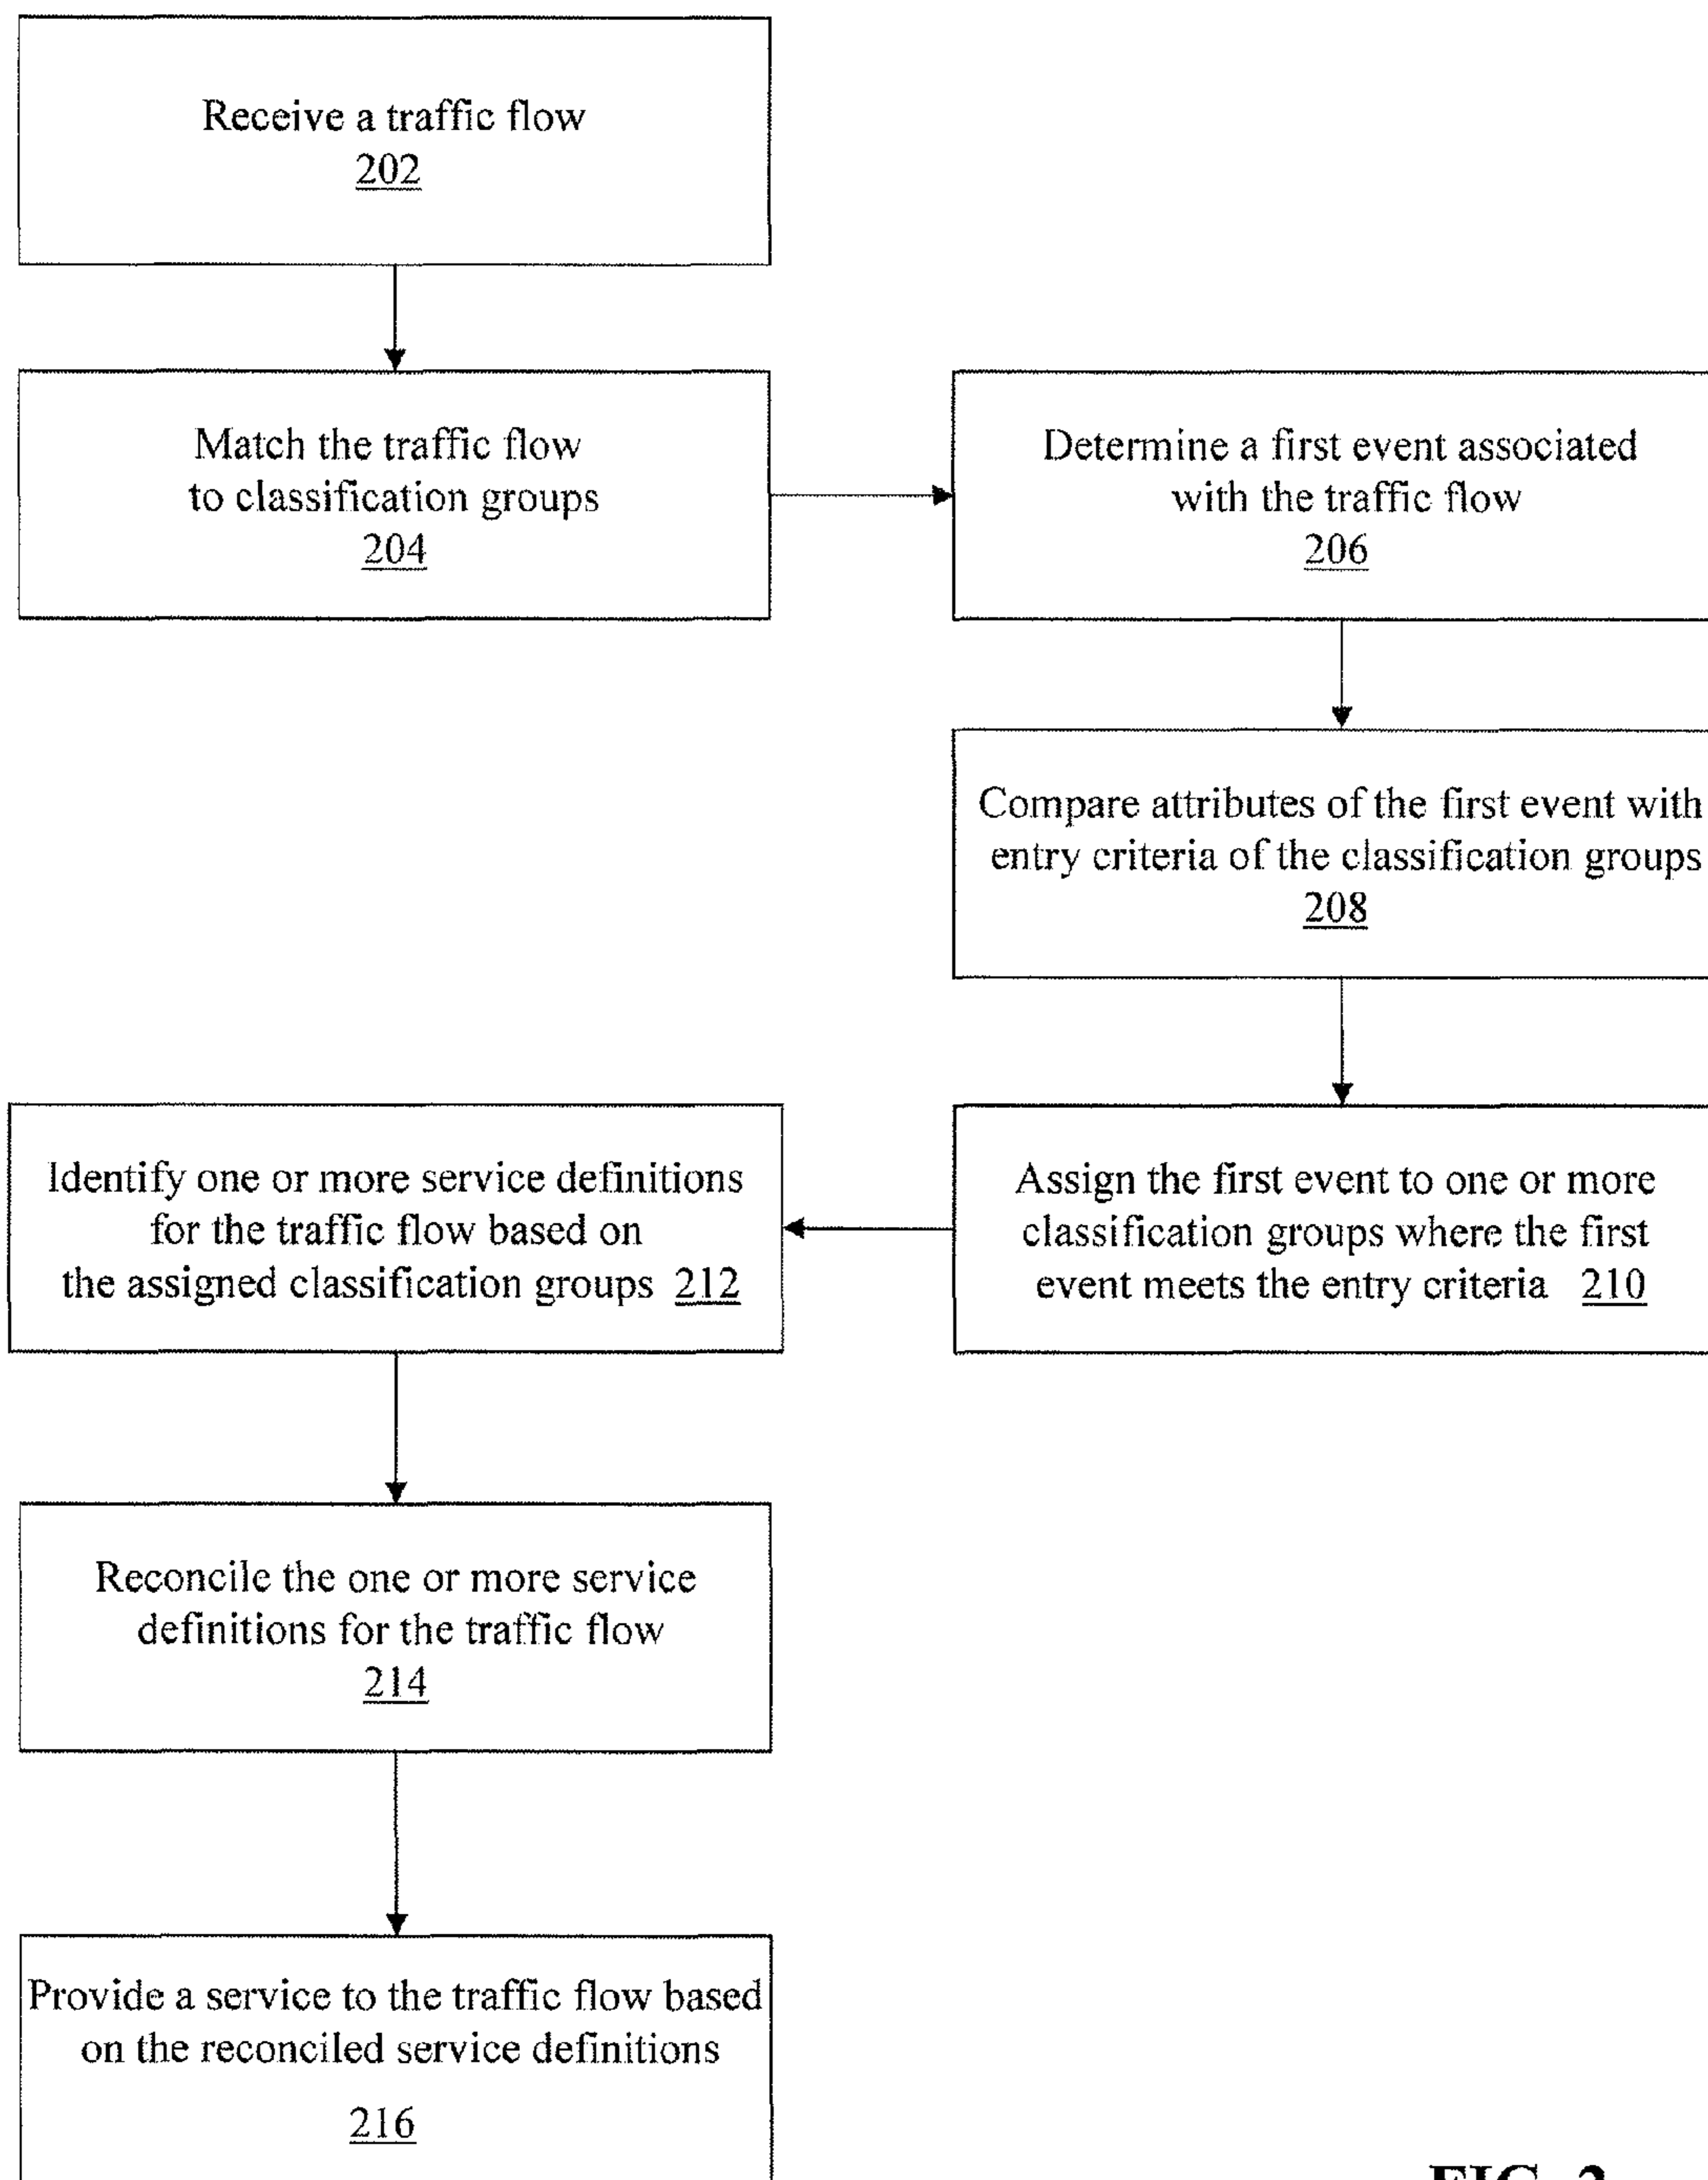 Receive a traffic flow
202
Match the traffic flow
to classification groups
204
Determine a first event associated
with the traffic flow
206
Compare attributes of the first event with
entry criteria of the classification groups
208
Assign the first event to one or more
classification groups where the first
event meets the entry criteria 210
Identify one or more service definitions
for the traffic flow based on
the assigned classification groups 212
Reconcile the one or more service
definitions for the traffic flow
214
Provide a service to the traffic flow based
on the reconciled service definitions
216
FIG. 2